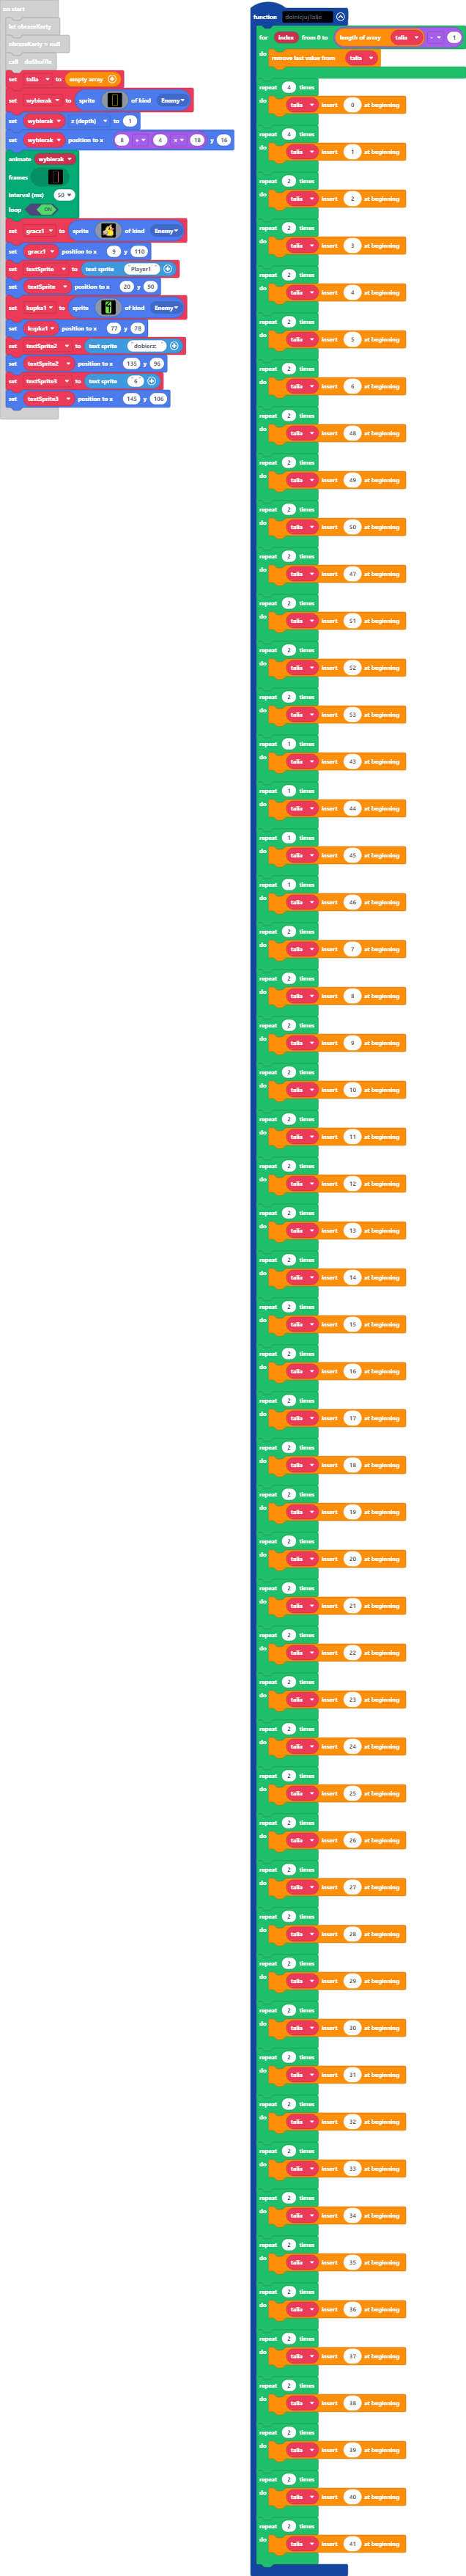 on start
call doShuffle
set talia to empty array
set wybierak to sprite of kind Enemy
set wybierak z (depth) to 1
set wybierak position to x 8 + 4 × 18 y 16
animate wybierak
frames
interval (ms) 50
loop ON
set gracz1 to sprite of kind Enemy
set gracz1 position to x 9 y 110
set textSprite to text sprite "Player1"
set textSprite position to x 20 y 90
set kupka1 to sprite of kind Enemy
set kupka1 position to x 77 y 78
set textSprite2 to text sprite "dobierz:"
set textSprite2 position to x 135 y 96
set textSprite3 to text sprite 6
set textSprite3 position to x 145 y 106
function doInicjujTalie
for index from 0 to length of array talia - 1
do remove last value from talia
repeat 4 times
do talia insert 0 at beginning
repeat 4 times
do talia insert 1 at beginning
repeat 2 times
do talia insert 2 at beginning
repeat 2 times
do talia insert 3 at beginning
repeat 2 times
do talia insert 4 at beginning
repeat 2 times
do talia insert 5 at beginning
repeat 2 times
do talia insert 6 at beginning
repeat 2 times
do talia insert 48 at beginning
repeat 2 times
do talia insert 49 at beginning
repeat 2 times
do talia insert 50 at beginning
repeat 2 times
do talia insert 47 at beginning
repeat 2 times
do talia insert 51 at beginning
repeat 2 times
do talia insert 52 at beginning
repeat 2 times
do talia insert 53 at beginning
repeat 1 times
do talia insert 43 at beginning
repeat 1 times
do talia insert 44 at beginning
repeat 1 times
do talia insert 45 at beginning
repeat 1 times
do talia insert 46 at beginning
repeat 2 times
do talia insert 7 at beginning
repeat 2 times
do talia insert 8 at beginning
repeat 2 times
do talia insert 9 at beginning
repeat 2 times
do talia insert 10 at beginning
repeat 2 times
do talia insert 11 at beginning
repeat 2 times
do talia insert 12 at beginning
repeat 2 times
do talia insert 13 at beginning
repeat 2 times
do talia insert 14 at beginning
repeat 2 times
do talia insert 15 at beginning
repeat 2 times
do talia insert 16 at beginning
repeat 2 times
do talia insert 17 at beginning
repeat 2 times
do talia insert 18 at beginning
repeat 2 times
do talia insert 19 at beginning
repeat 2 times
do talia insert 20 at beginning
repeat 2 times
do talia insert 21 at beginning
repeat 2 times
do talia insert 22 at beginning
repeat 2 times
do talia insert 23 at beginning
repeat 2 times
do talia insert 24 at beginning
repeat 2 times
do talia insert 25 at beginning
repeat 2 times
do talia insert 26 at beginning
repeat 2 times
do talia insert 27 at beginning
repeat 2 times
do talia insert 28 at beginning
repeat 2 times
do talia insert 29 at beginning
repeat 2 times
do talia insert 30 at beginning
repeat 2 times
do talia insert 31 at beginning
repeat 2 times
do talia insert 32 at beginning
repeat 2 times
do talia insert 33 at beginning
repeat 2 times
do talia insert 34 at beginning
repeat 2 times
do talia insert 35 at beginning
repeat 2 times
do talia insert 36 at beginning
repeat 2 times
do talia insert 37 at beginning
repeat 2 times
do talia insert 38 at beginning
repeat 2 times
do talia insert 39 at beginning
repeat 2 times
do talia insert 40 at beginning
repeat 2 times
do talia insert 41 at beginning